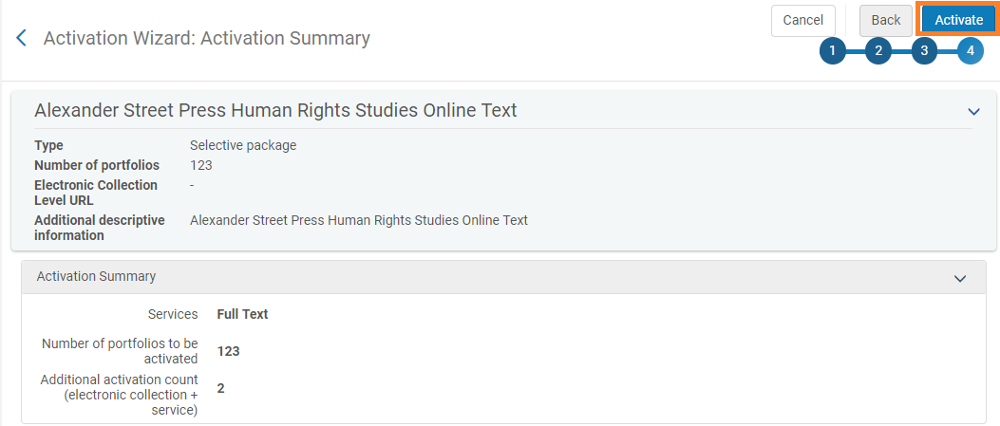 Cancel
Back
Activate
Activation Wizard: Activation Summary
1
2
3
4
Alexander Street Press Human Rights Studies Online Text
Type Selective package
Number of portfolios 123
Electronic Collection -
Level URL
Additional descriptive Alexander Street Press Human Rights Studies Online Text
information
Activation Summary
Services Full Text
Number of portfolios to be
activated 123
Additional activation count
(electronic collection + 2
service)